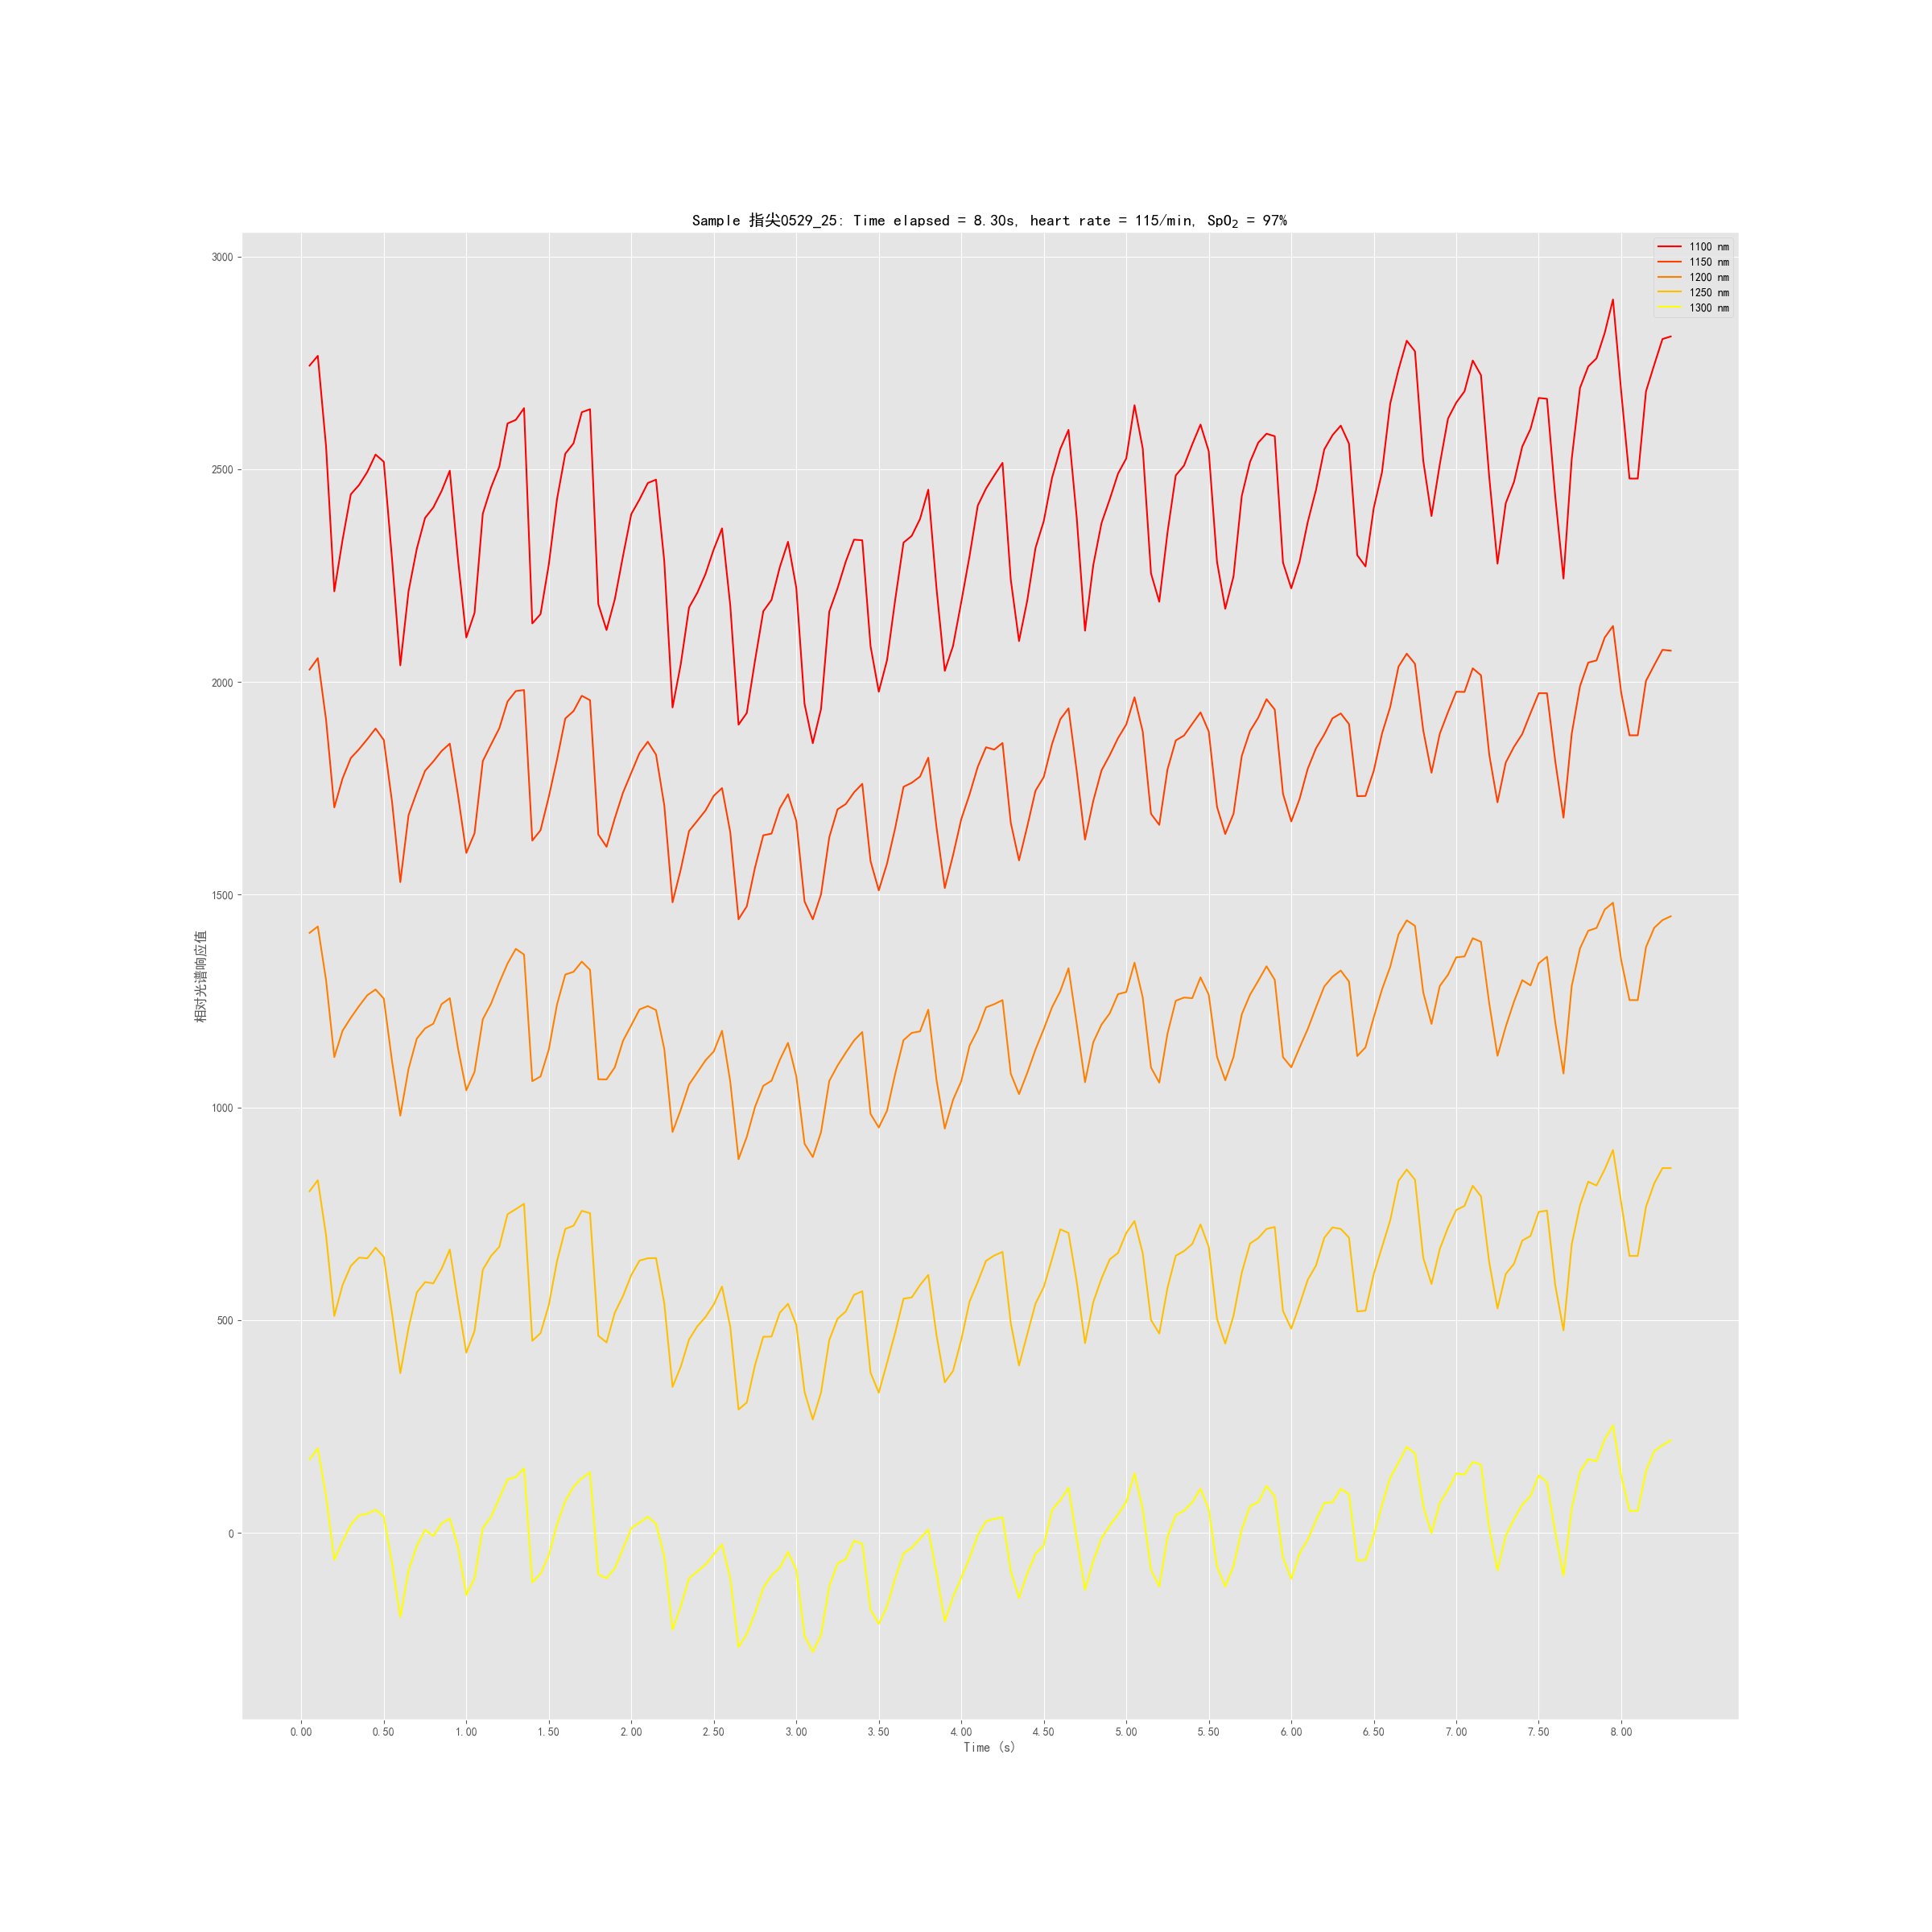 Sample 指尖0529_25: Time elapsed = 8.30s, heart rate = 115/min, SpO₂ = 97%
1100 nm
1150 nm
1200 nm
1250 nm
1300 nm
3000
2500
2000
1500
1000
500
0
相对光谱响应值
0.00 0.50 1.00 1.50 2.00 2.50 3.00 3.50 4.00 4.50 5.00 5.50 6.00 6.50 7.00 7.50 8.00
Time (s)